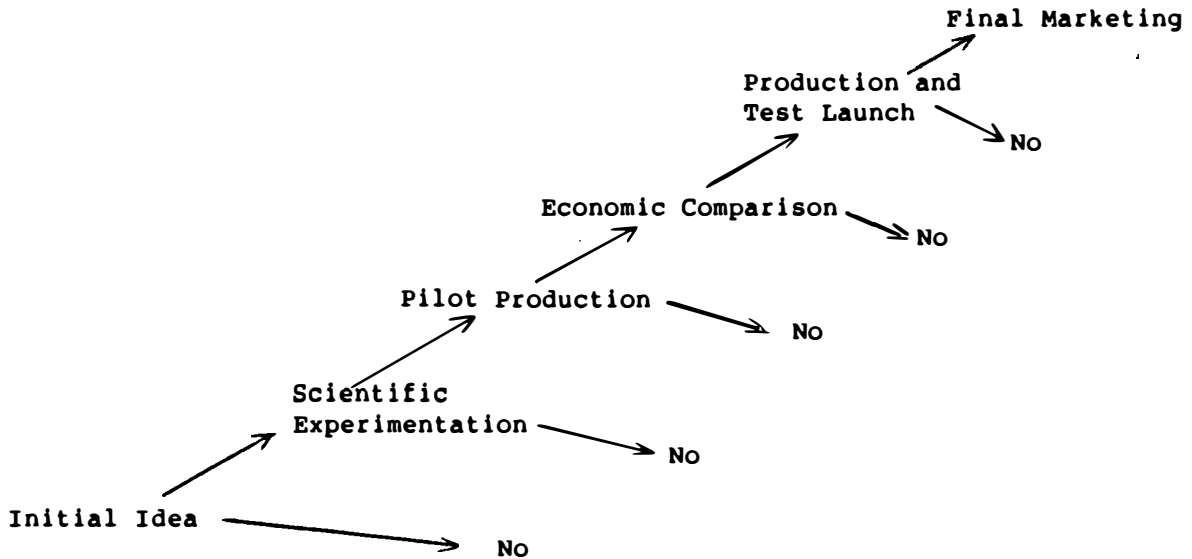 Final Marketing
Production and
Test Launch
No
Economic Comparison
No
Pilot Production
No
Scientific
Experimentation
No
Initial Idea
No